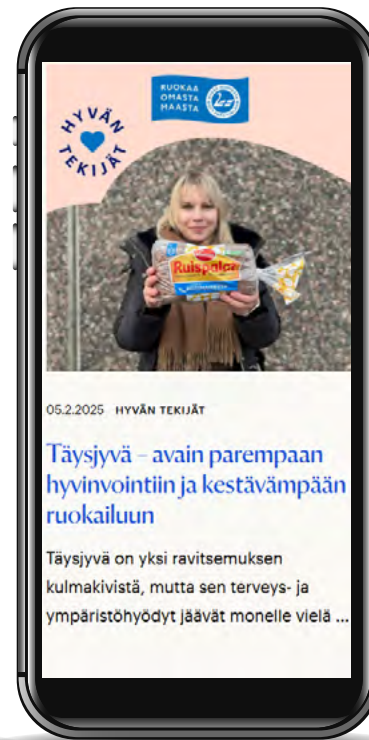 RUOKAA
OMASTA
MAASTA
HYVÄN
TEKIJÄT
Ruispalat
05.2.2025 HYVÄN TEKIJÄT
Täysjyvä – avain parempaan
hyvinvointiin ja kestävämpään
ruokailuun
Täysjyvä on yksi ravitsemuksen
kulmakivistä, mutta sen terveys- ja
ympäristöhyödyt jäävät monelle vielä ...